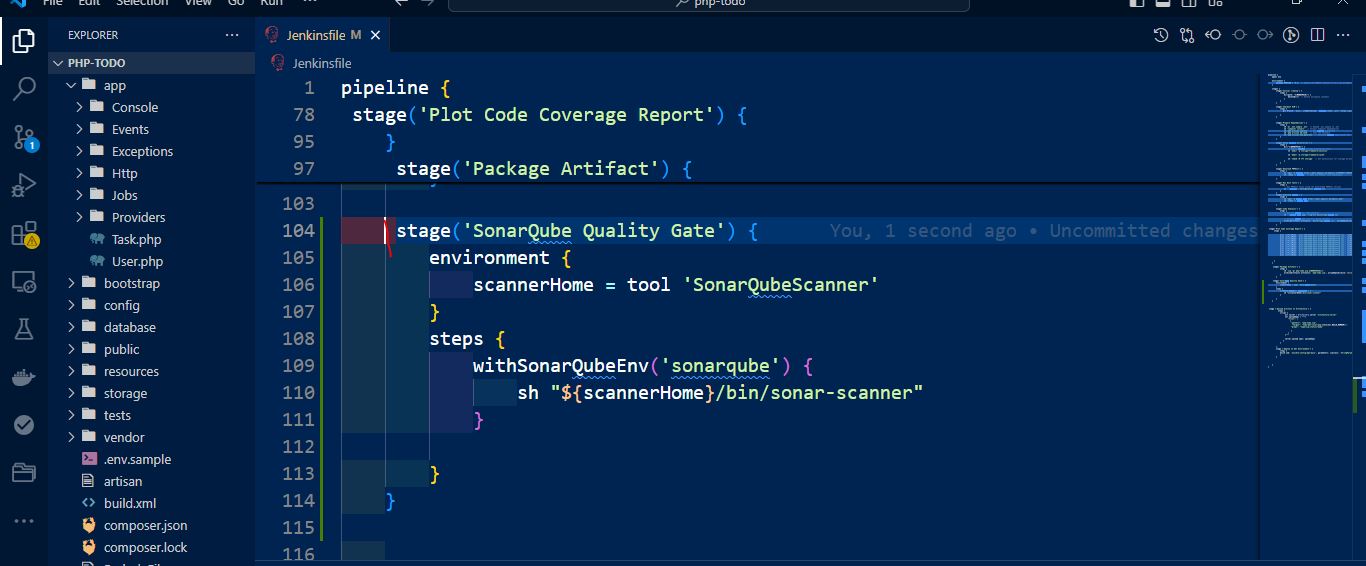 File Edit Selection View Go Run ···
php-todo
EXPLORER
Jenkinsfile M
PHP-TODO
Jenkinsfile
app
Console
Events
Exceptions
Http
Jobs
Providers
Task.php
User.php
bootstrap
config
database
public
resources
storage
tests
vendor
.env.sample
artisan
build.xml
composer.json
composer.lock
1
1 pipeline {
78 stage('Plot Code Coverage Report') {
95 }
97 stage('Package Artifact') {
103
104 stage('SonarQube Quality Gate') { You, 1 second ago • Uncommitted changes
105 environment {
106 scannerHome = tool 'SonarQubeScanner'
107 }
108 steps {
109 withSonarQubeEnv('sonarqube') {
110 sh "${scannerHome}/bin/sonar-scanner"
111 }
112
113 }
114 }
115
116